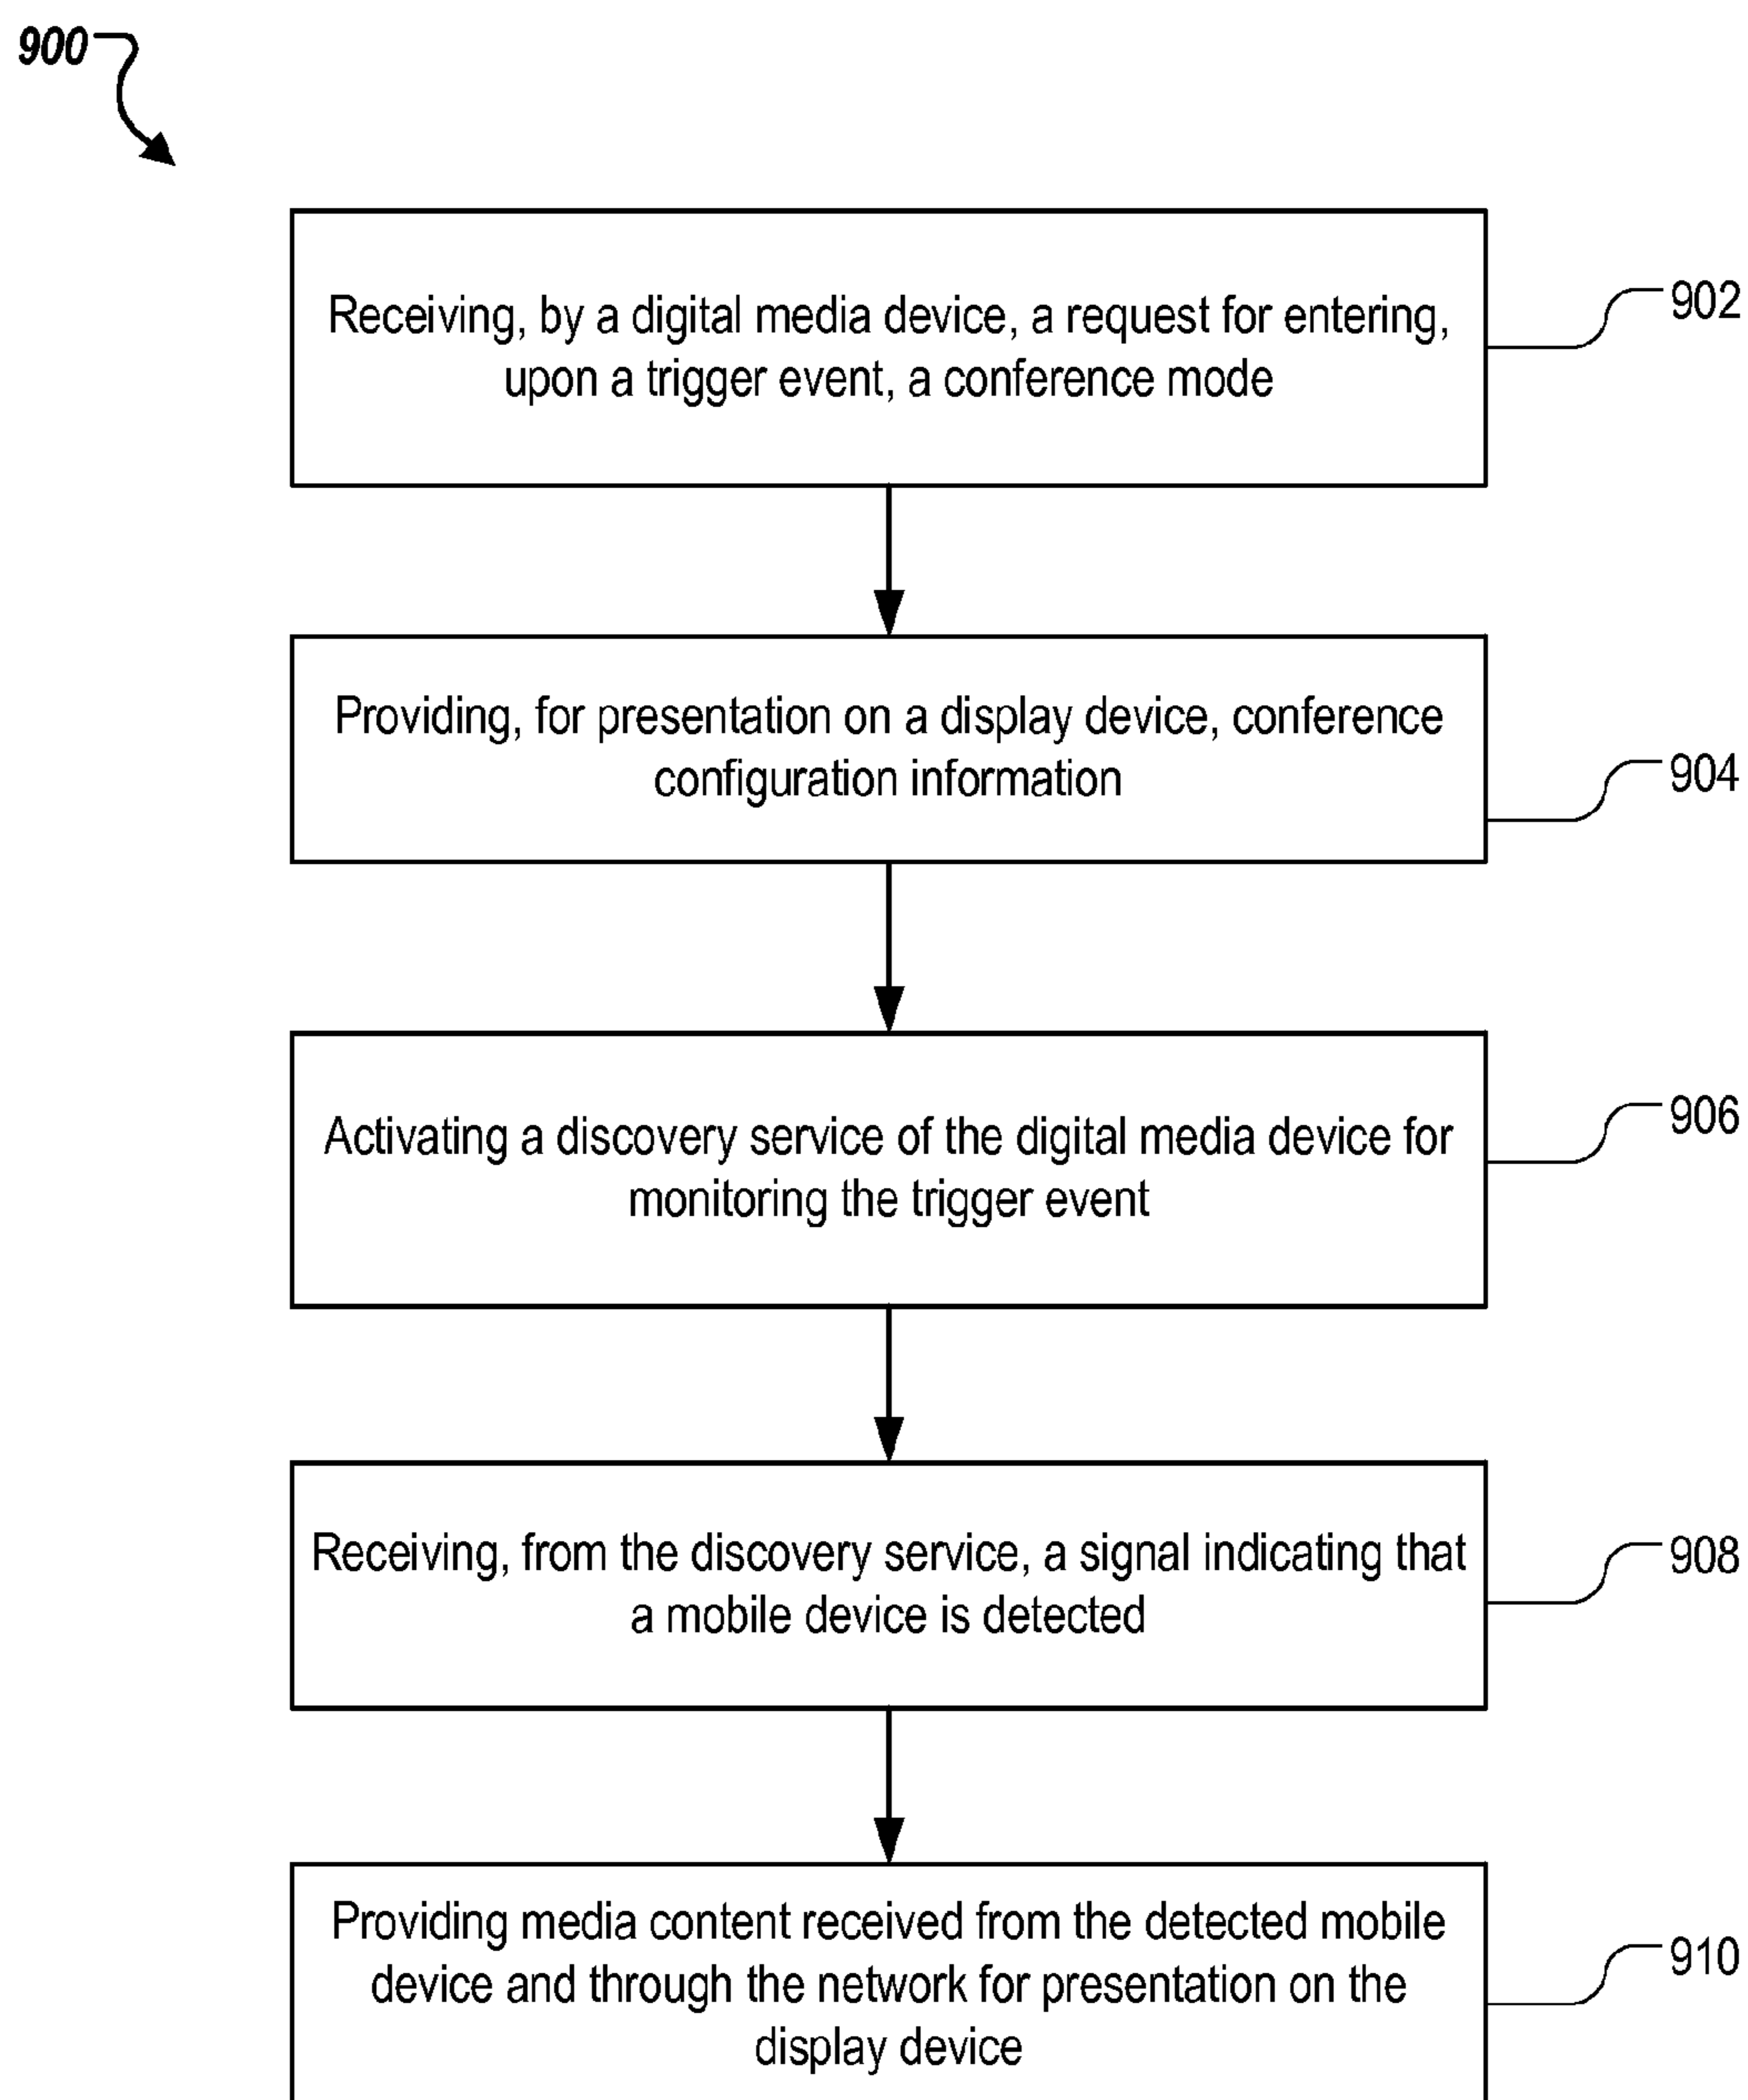 900
Receiving, by a digital media device, a request for entering,
upon a trigger event, a conference mode
902
Providing, for presentation on a display device, conference
configuration information
904
Activating a discovery service of the digital media device for
monitoring the trigger event
906
Receiving, from the discovery service, a signal indicating that
a mobile device is detected
908
Providing media content received from the detected mobile
device and through the network for presentation on the
display device
910